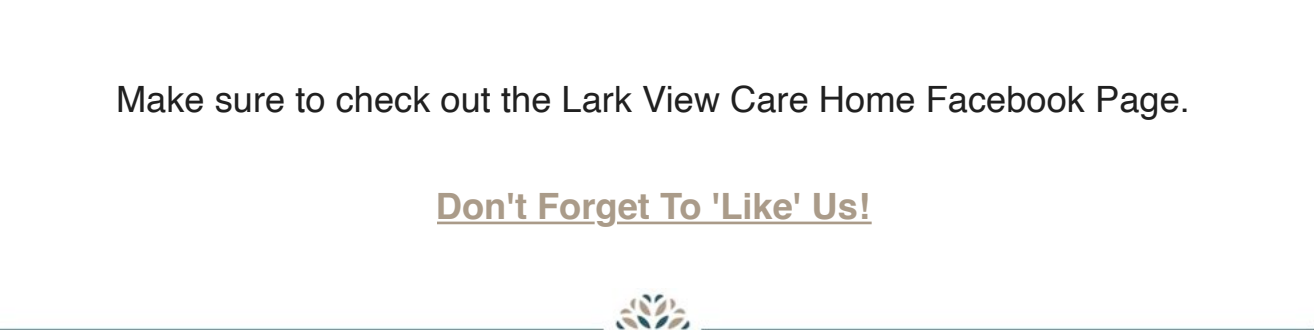 Make sure to check out the Lark View Care Home Facebook Page.
Don't Forget To 'Like' Us!